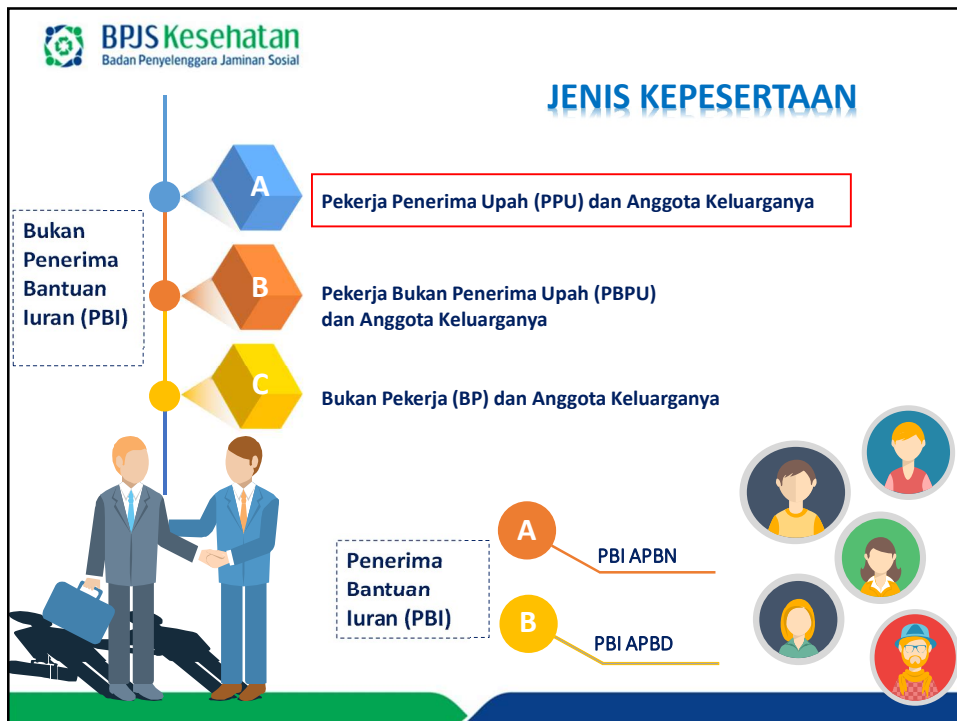 BPJS Kesehatan
Badan Penyelenggara Jaminan Sosial
JENIS KEPESERTAAN
Bukan
Penerima
Bantuan
Iuran (PBI)
A
Pekerja Penerima Upah (PPU) dan Anggota Keluarganya
B
Pekerja Bukan Penerima Upah (PBPU)
dan Anggota Keluarganya
C
Bukan Pekerja (BP) dan Anggota Keluarganya
Penerima
Bantuan
Iuran (PBI)
A
PBI APBN
B
PBI APBD